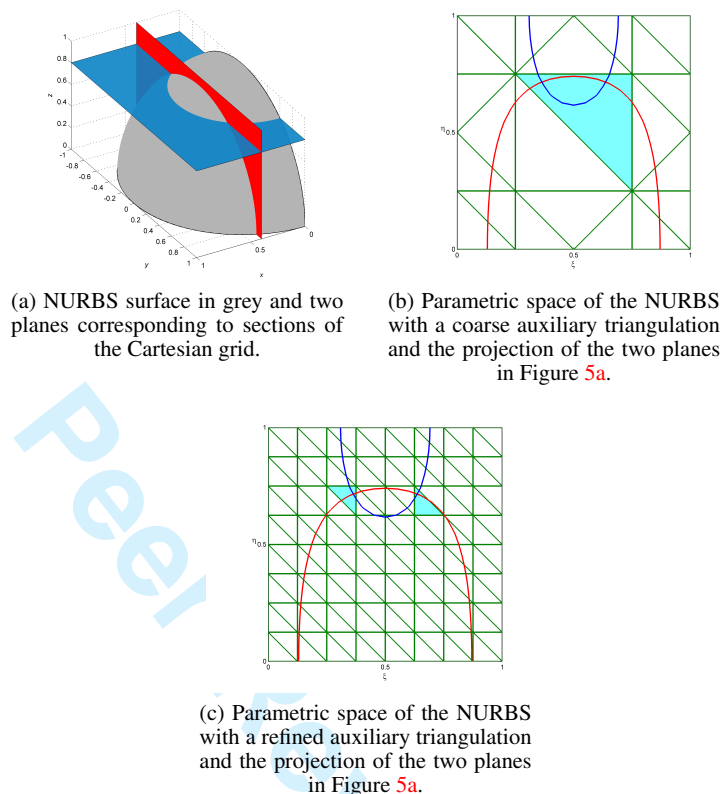 1
0.8
0.6
0.4
0.2
0
z
-1
-0.8
-0.6
-0.4
-0.2
0
0.2
0.4
0.6
0.8
1
y
1
0.5
0
x
1
η
0.5
0
0.5
1
ξ
(a) NURBS surface in grey and two
planes corresponding to sections of
the Cartesian grid.
(b) Parametric space of the NURBS
with a coarse auxiliary triangulation
and the projection of the two planes
in Figure 5a.
1
η
0.5
0
0
0.5
1
ξ
(c) Parametric space of the NURBS
with a refined auxiliary triangulation
and the projection of the two planes
in Figure 5a.
Peer